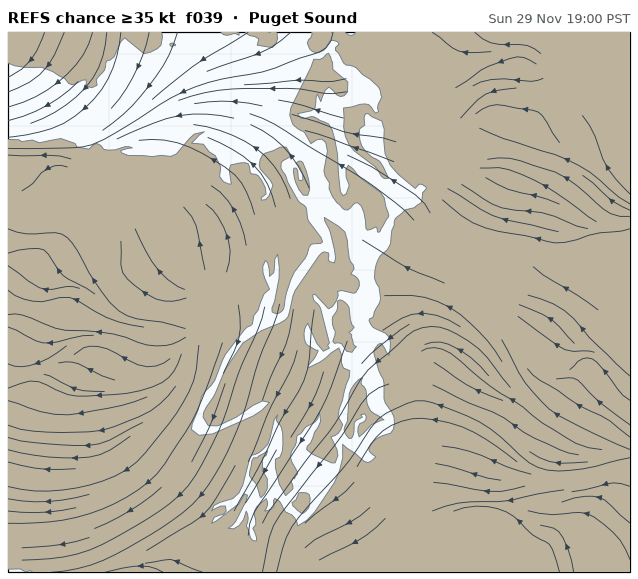 REFS chance ≥35 kt f039 · Puget Sound
Sun 29 Nov 19:00 PST